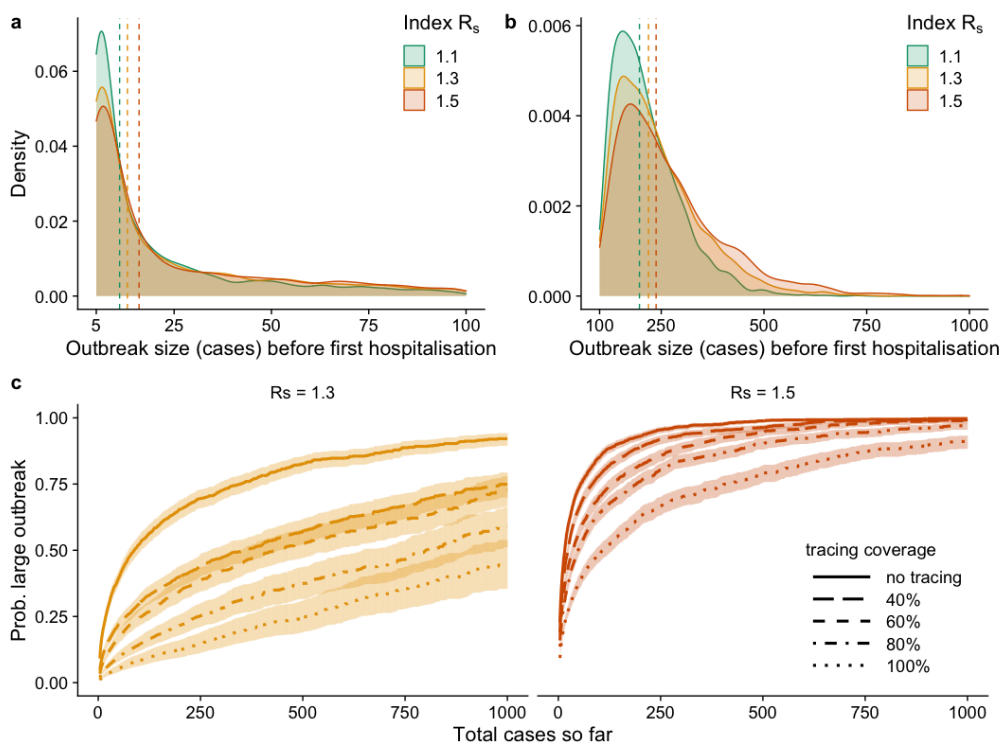 a
Index Rs
1.1
1.3
1.5
Density
0.06
0.04
0.02
0.00
5 25 50 75 100
Outbreak size (cases) before first hospitalisation
b
Index Rs
1.1
1.3
1.5
0.006
0.004
0.002
0.000
100 250 500 750 1000
Outbreak size (cases) before first hospitalisation
c
Rs = 1.3
Rs = 1.5
Prob. large outbreak
1.00
0.75
0.50
0.25
0.00
0 250 500 750 1000
0 250 500 750 1000
Total cases so far
tracing coverage
no tracing
40%
60%
80%
100%